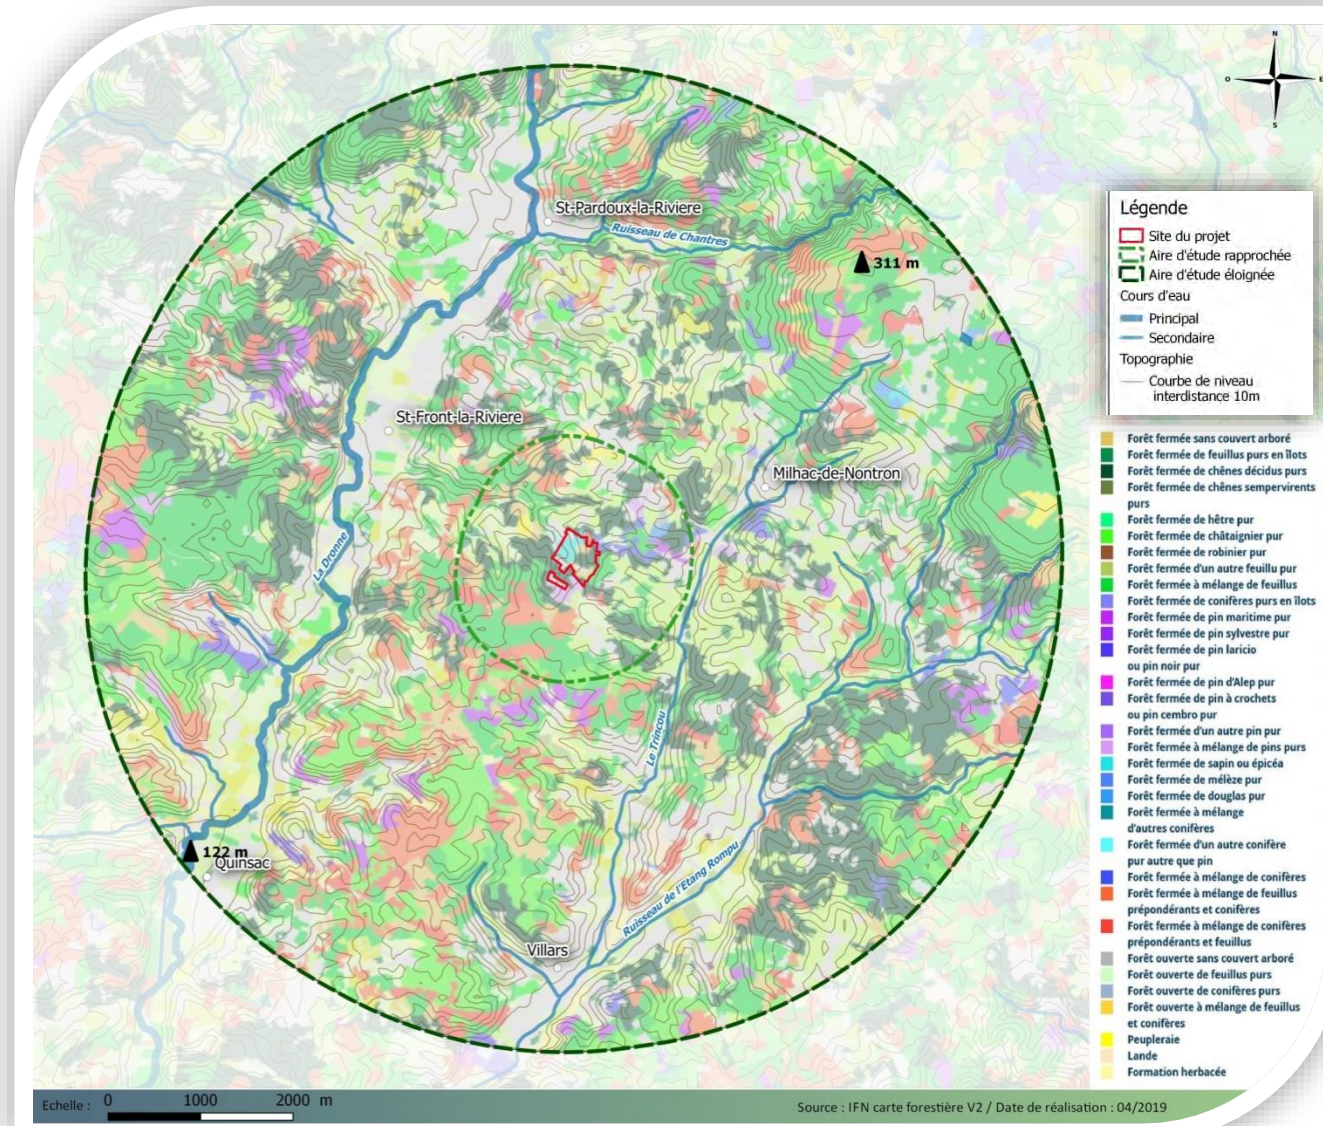 N
O
E
S
St-Pardoux-la-Riviere
Ruisseau de Chantres
311 m
St-Front-la-Riviere
Milhac-de-Nontron
La Dronne
Le Trincou
Ruisseau de l'Etang Rompu
122 m
Quinsac
Villars
Légende
Site du projet
Aire d'étude rapprochée
Aire d'étude éloignée
Cours d'eau
Principal
Secondaire
Topographie
Courbe de niveau
interdistance 10m
Forêt fermée sans couvert arboré
Forêt fermée de feuillus purs en îlots
Forêt fermée de chênes décidus purs
Forêt fermée de chênes sempervirents
purs
Forêt fermée de hêtre pur
Forêt fermée de châtaignier pur
Forêt fermée de robinier pur
Forêt fermée d'un autre feuillu pur
Forêt fermée à mélange de feuillus
Forêt fermée de conifères purs en îlots
Forêt fermée de pin maritime pur
Forêt fermée de pin sylvestre pur
Forêt fermée de pin laricio
ou pin noir pur
Forêt fermée de pin d'Alep pur
Forêt fermée de pin à crochets
ou pin cembro pur
Forêt fermée d'un autre pin pur
Forêt fermée à mélange de pins purs
Forêt fermée de sapin ou épicéa
Forêt fermée de mélèze pur
Forêt fermée de douglas pur
Forêt fermée à mélange
d'autres conifères
Forêt fermée d'un autre conifère
pur autre que pin
Forêt fermée à mélange de conifères
Forêt fermée à mélange de feuillus
prépondérants et conifères
Forêt fermée à mélange de conifères
prépondérants et feuillus
Forêt ouverte sans couvert arboré
Forêt ouverte de feuillus purs
Forêt ouverte de conifères purs
Forêt ouverte à mélange de feuillus
et conifères
Peupleraie
Lande
Formation herbacée
Echelle : 0 1000 2000 m
Source : IFN carte forestière V2 / Date de réalisation : 04/2019